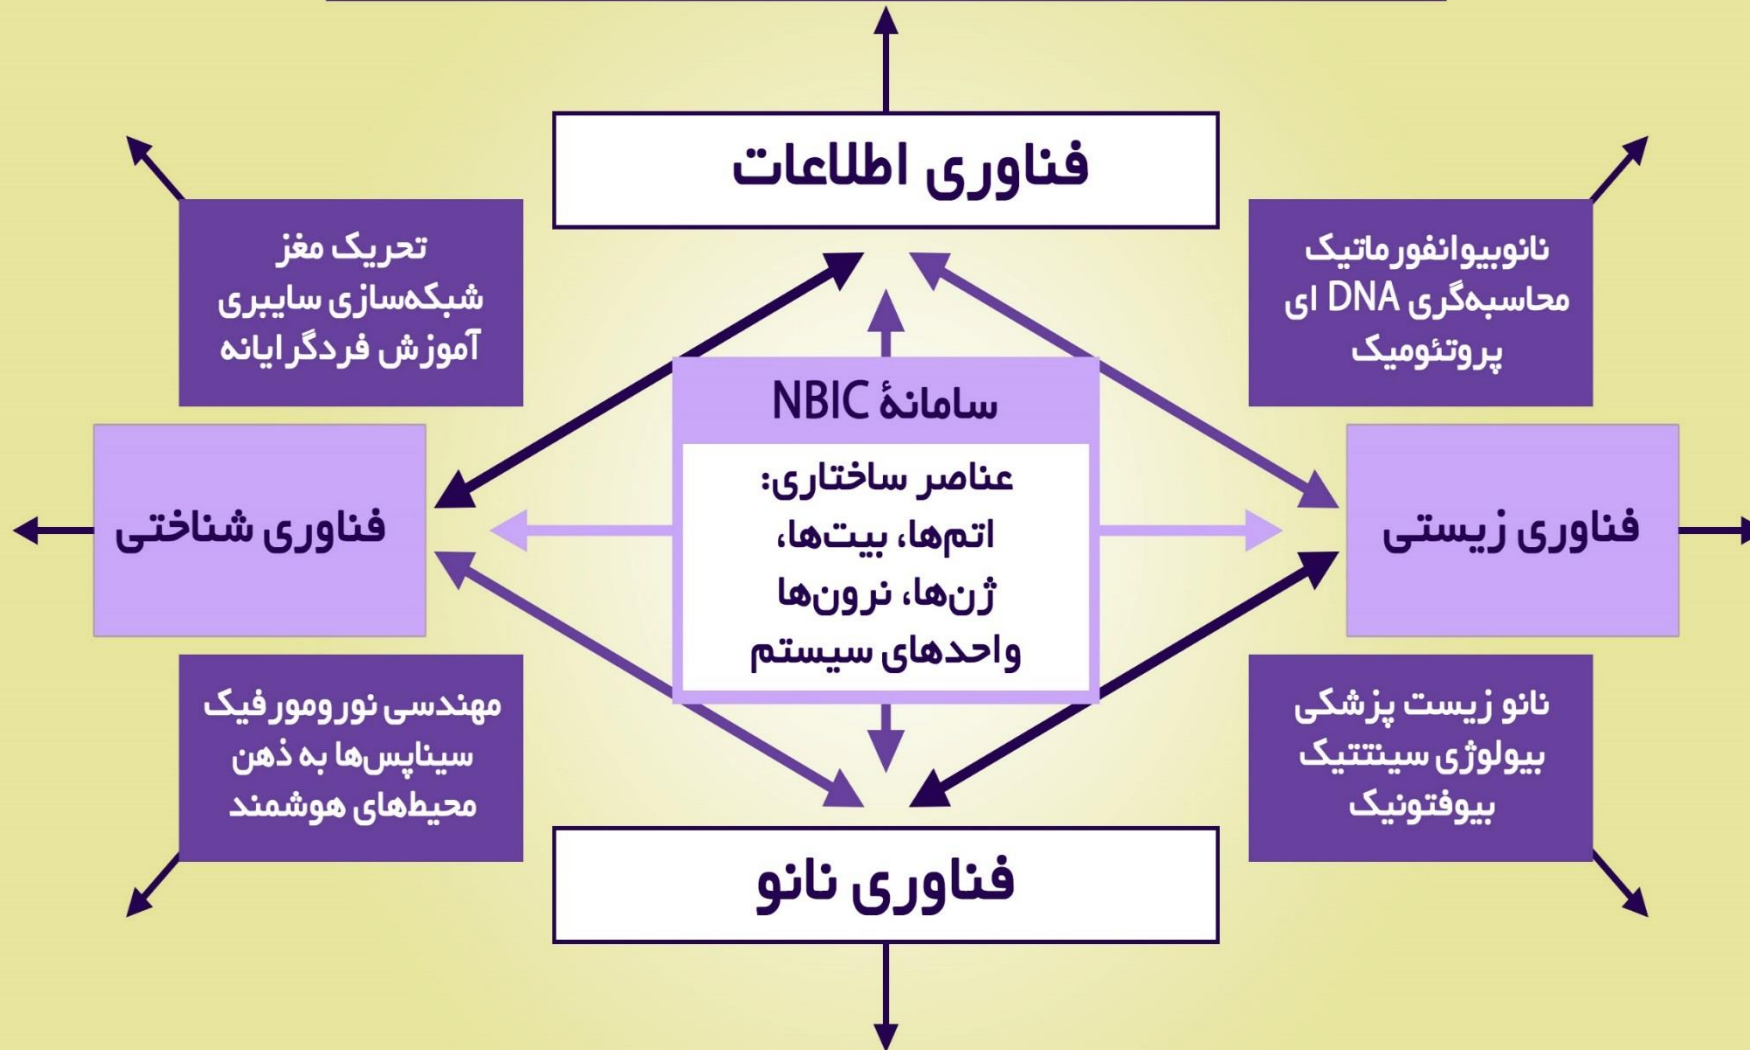 فناوری اطلاعات
نانوبیوانفورماتیک
محاسبه‌گری DNA ای
پروتئومیک
تحریک مغز
شبکه‌سازی سایبری
آموزش فردگرایانه
سامانهٔ NBIC
عناصر ساختاری:
اتم‌ها، بیت‌ها،
ژن‌ها، نرون‌ها
واحدهای سیستم
فناوری زیستی
فناوری شناختی
نانو زیست پزشکی
بیولوژی سینتتیک
بیوفتونیک
مهندسی نورومورفیک
سیناپس‌ها به ذهن
محیط‌های هوشمند
فناوری نانو